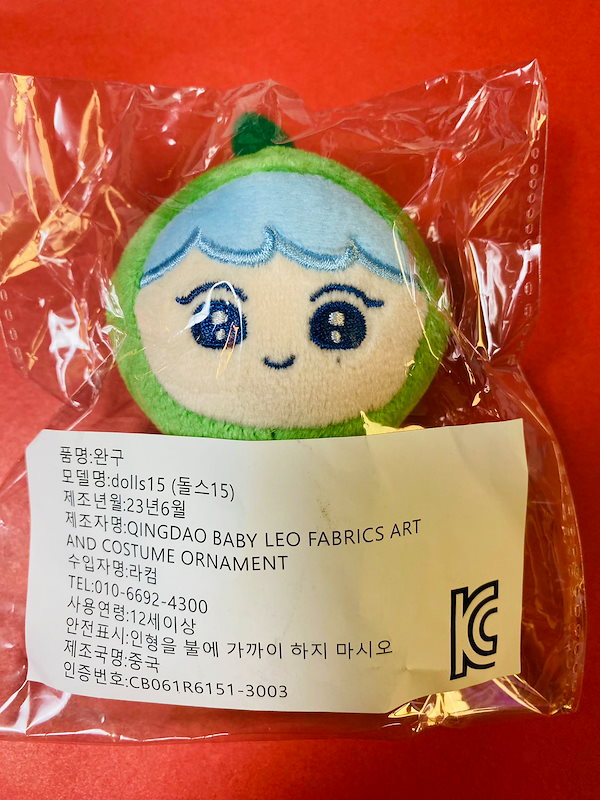 품명:완구
모델명:dolls15 (돌스15)
제조년월:23년6월
제조자명:QINGDAO BABY LEO FABRICS ART
AND COSTUME ORNAMENT
수입자명:라컴
TEL:010-6692-4300
사용연령:12세이상
안전표시:인형을 불에 가까이 하지 마시오
제조국명:중국
인증번호:CB061R6151-3003
KC